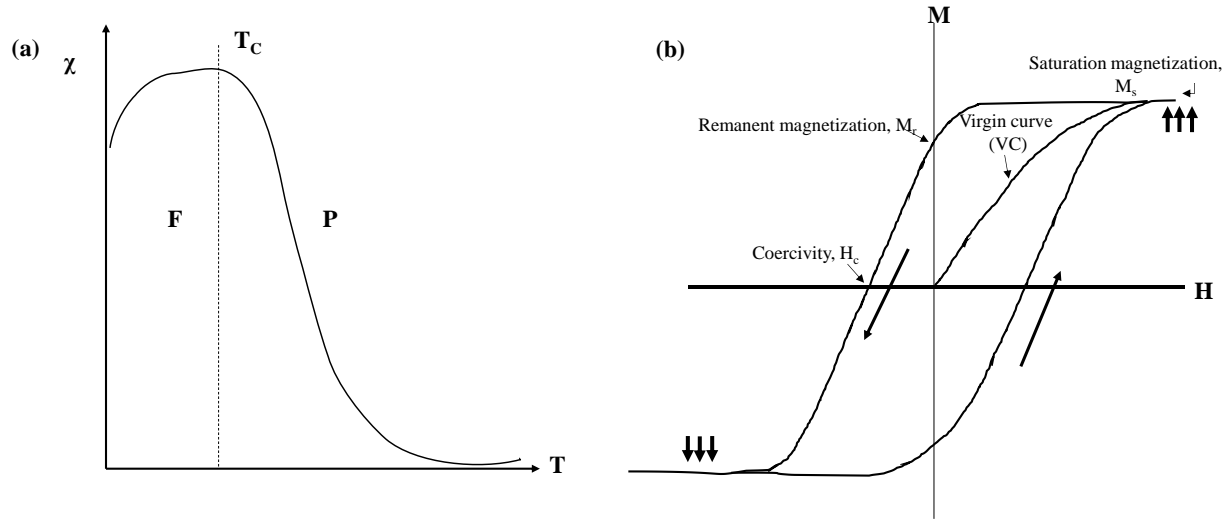 (a)
χ
T_C
F
P
T
(b)
M
Saturation magnetization,
M_s
Remanent magnetization, M_r
Virgin curve
(VC)
Coercivity, H_c
H